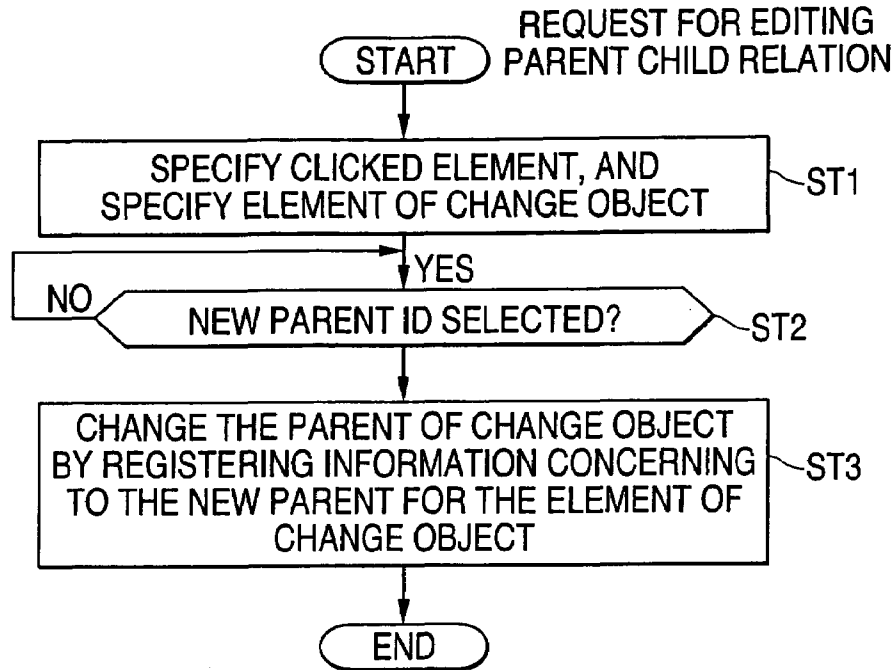 REQUEST FOR EDITING
PARENT CHILD RELATION
START
SPECIFY CLICKED ELEMENT, AND
SPECIFY ELEMENT OF CHANGE OBJECT
ST1
YES
NO
NEW PARENT ID SELECTED?
ST2
CHANGE THE PARENT OF CHANGE OBJECT
BY REGISTERING INFORMATION CONCERNING
TO THE NEW PARENT FOR THE ELEMENT OF
CHANGE OBJECT
ST3
END